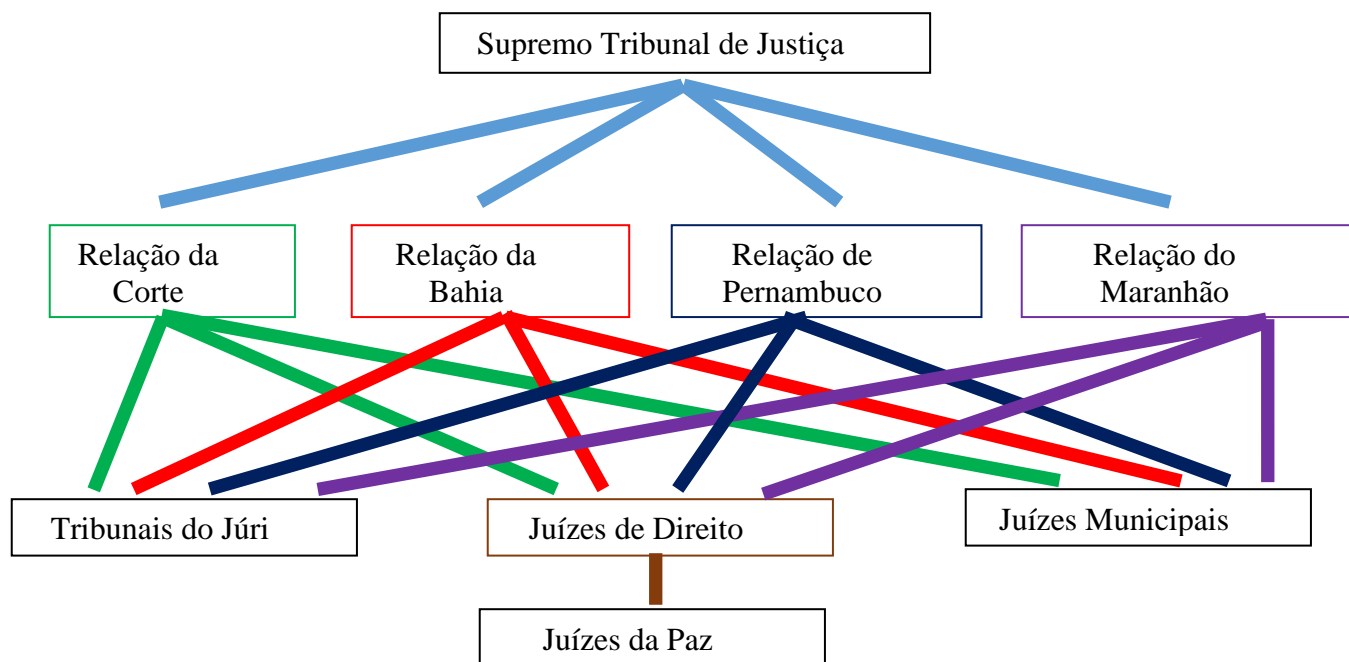 Supremo Tribunal de Justiça
Relação da
Corte
Relação da
Bahia
Relação de
Pernambuco
Relação do
Maranhão
Tribunais do Júri
Juízes de Direito
Juízes Municipais
Juízes da Paz